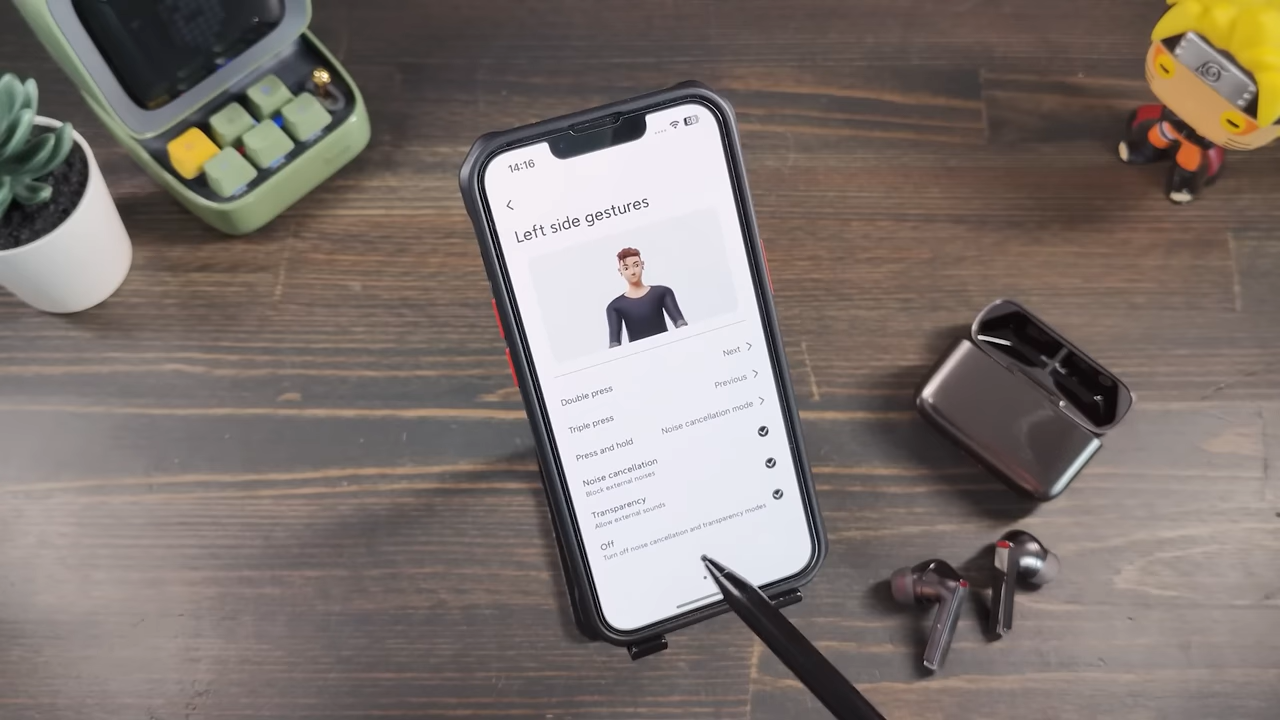 14:16
50
Left side gestures
Double press Next
Triple press Previous
Press and hold Noise cancellation mode
Noise cancellation
Block external noises
Transparency
Allow external sounds
Off
Turn off noise cancellation and transparency modes